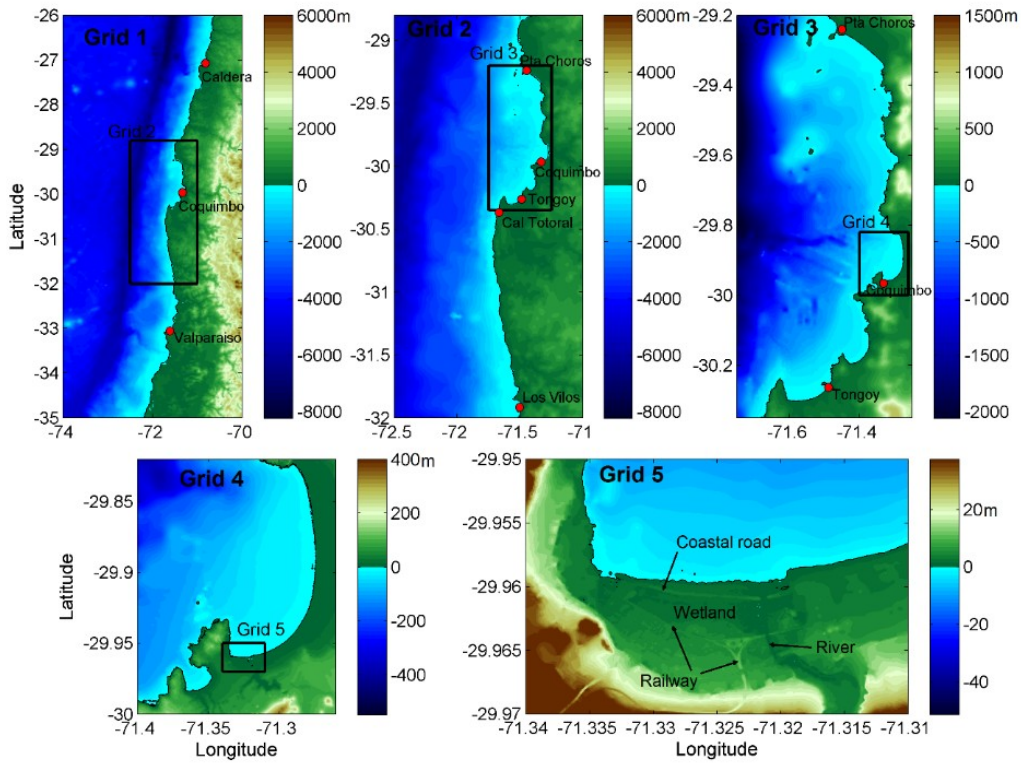 Grid 1
-26
-27
-28
-29
-30
-31
-32
-33
-34
-35
-74
-72
-70
Latitude
Caldera
Grid 2
Coquimbo
Valparaiso
6000m
4000
2000
0
-2000
-4000
-6000
-8000
Grid 2
-29
-29.5
-30
-30.5
-31
-31.5
-32
-72.5
-72
-71.5
-71
Grid 3
Pta Choros
Coquimbo
Tongoy
Cal Totoral
Los Vilos
6000m
4000
2000
0
-2000
-4000
-6000
-8000
Grid 3
-29.2
-29.4
-29.6
-29.8
-30
-30.2
-71.6
-71.4
Pta Choros
Grid 4
Coquimbo
Tongoy
1500m
1000
500
0
-500
-1000
-1500
-2000
Grid 4
-29.85
-29.9
-29.95
-30
-71.4
-71.35
-71.3
Latitude
Longitude
Grid 5
400m
200
0
-200
-400
Grid 5
-29.95
-29.955
-29.96
-29.965
-29.97
-71.34
-71.335
-71.33
-71.325
-71.32
-71.315
-71.31
Longitude
Coastal road
Wetland
River
Railway
20m
0
-20
-40